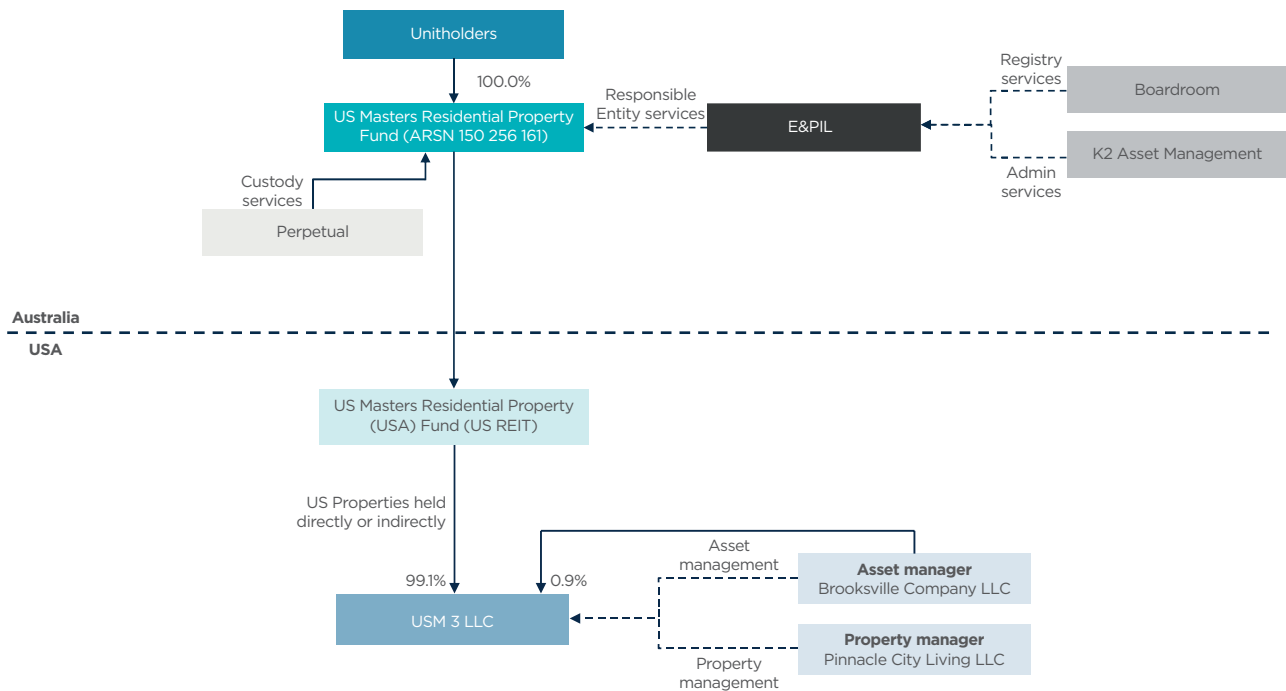 Unitholders
100.0%
US Masters Residential Property
Fund (ARSN 150 256 161)
Responsible
Entity services
E&PIL
Registry
services
Boardroom
K2 Asset Management
Admin
services
Custody
services
Perpetual
Australia
USA
US Masters Residential Property
(USA) Fund (US REIT)
US Properties held
directly or indirectly
99.1%
0.9%
USM 3 LLC
Asset
management
Asset manager
Brooksville Company LLC
Property manager
Pinnacle City Living LLC
Property
management